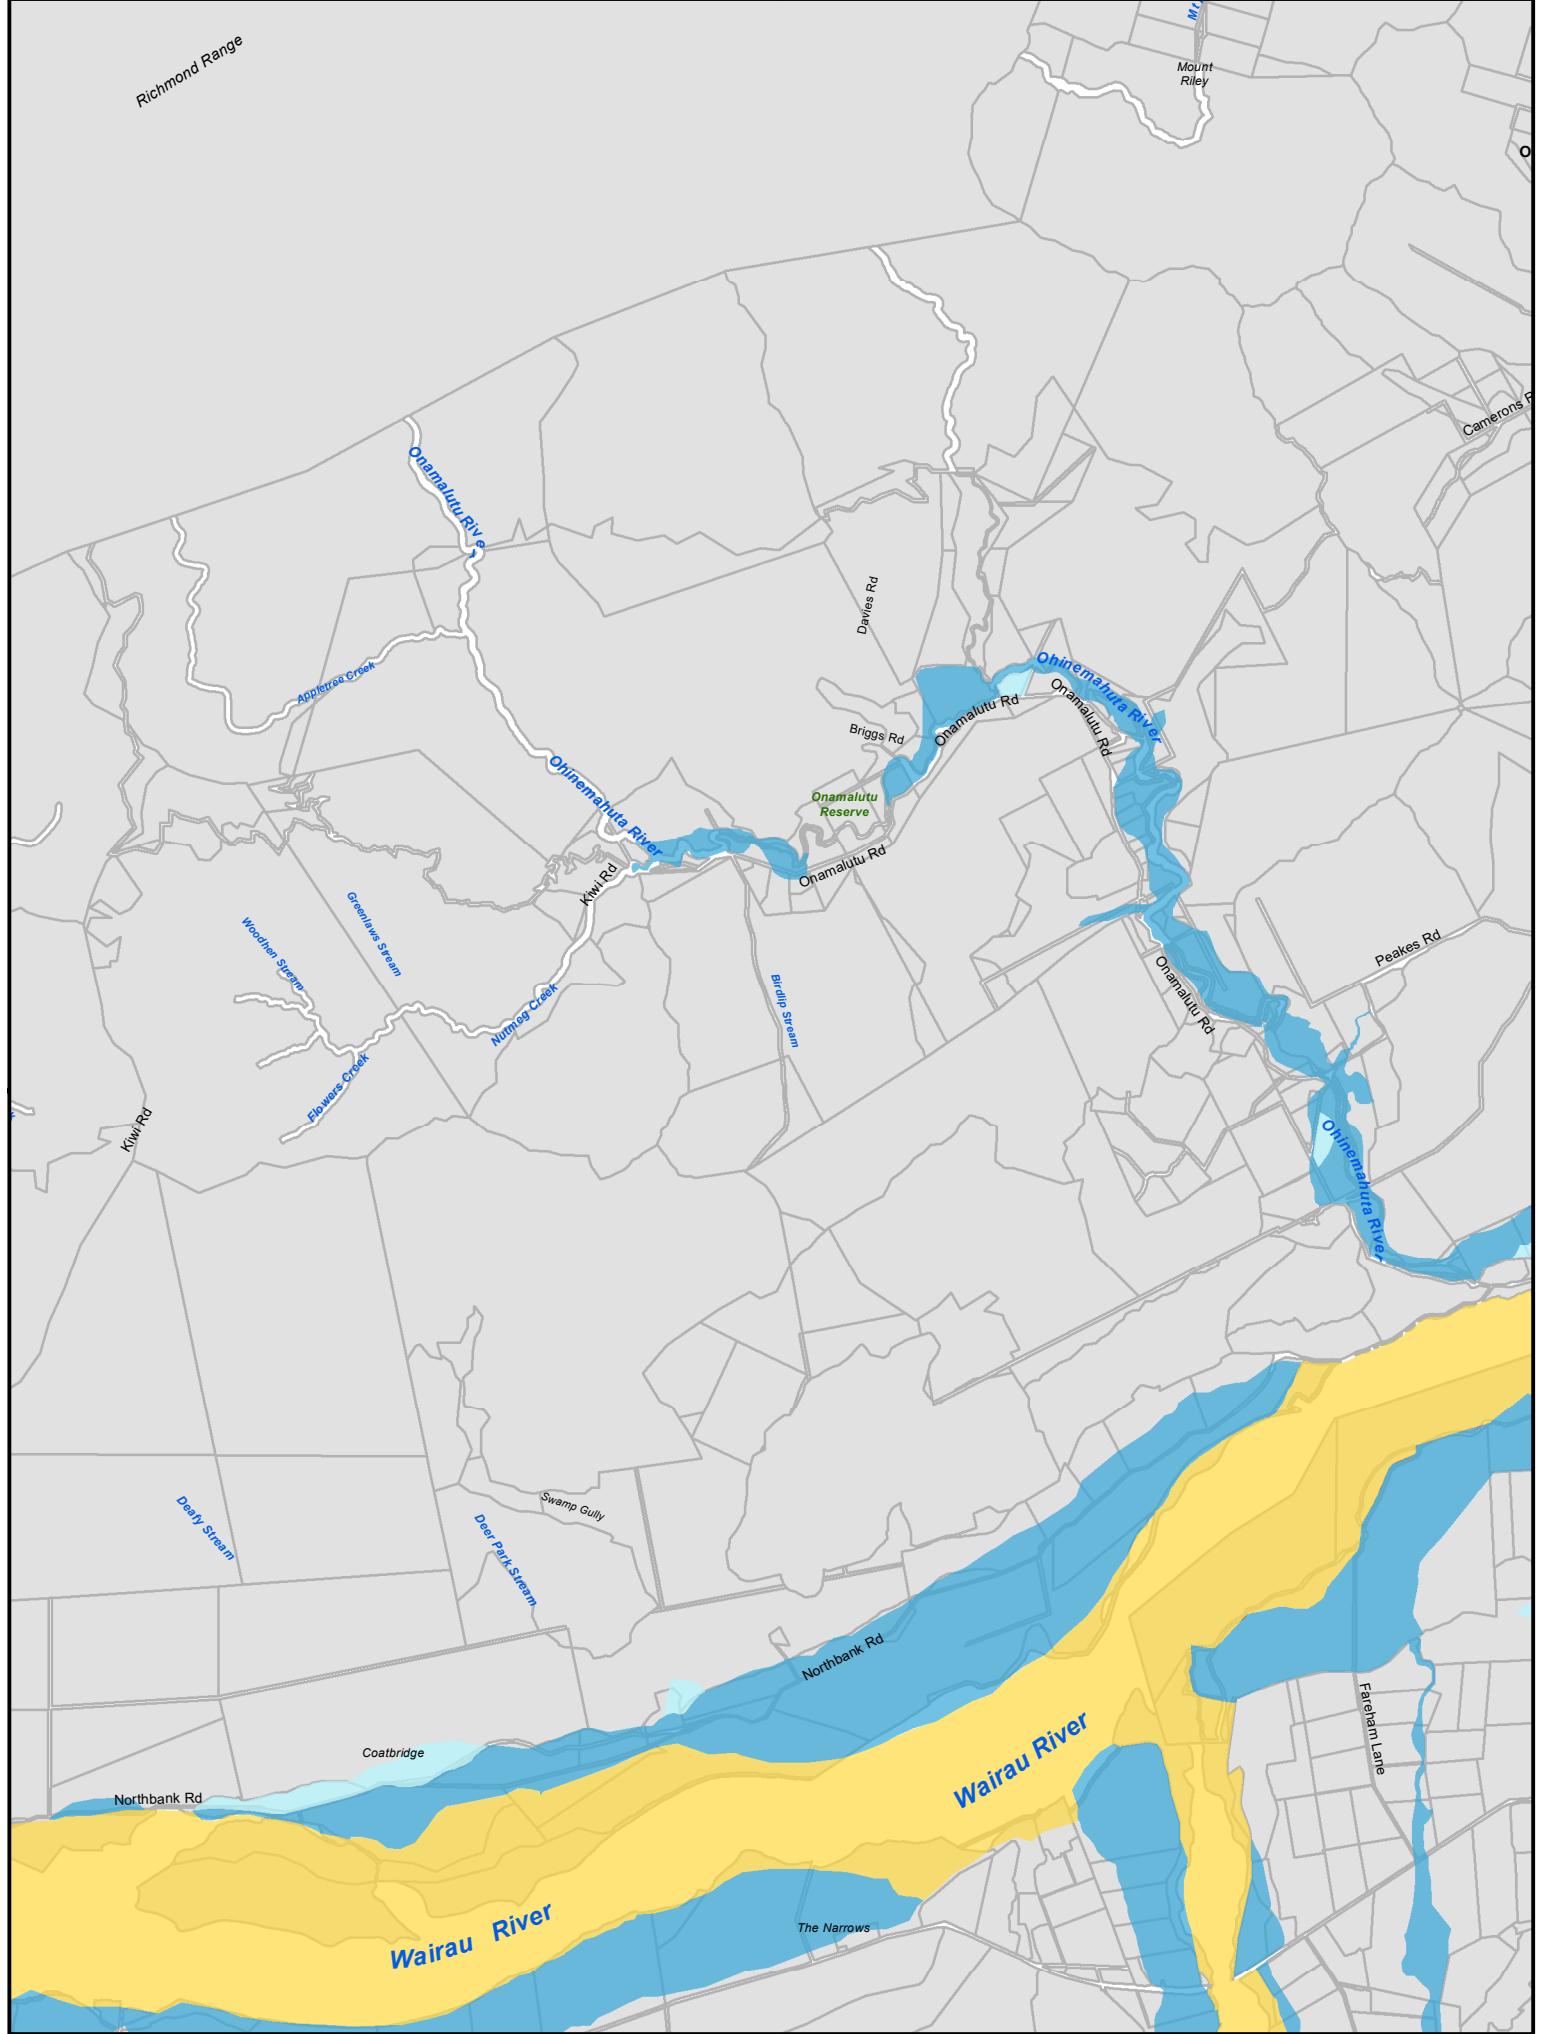 Mt
Richmond Range
Mount
Riley
O
Camerons R
Onamalutu River
Davies Rd
Appletree Creek
Ohinemahuta River
Onamalutu Rd
Onamalutu Rd
Briggs Rd
Ohinemahuta River
Onamalutu
Reserve
Onamalutu Rd
Kiwi Rd
Greenlaws Stream
Woodhen Stream
Peakes Rd
Onamalutu Rd
Birdlip Stream
Nutmeg Creek
Flowers Creek
Kiwi Rd
Ohinemahuta River
Swamp Gully
Deafy Stream
Deer Park Stream
Northbank Rd
Fareham Lane
Coatbridge
Wairau River
Northbank Rd
The Narrows
Wairau River